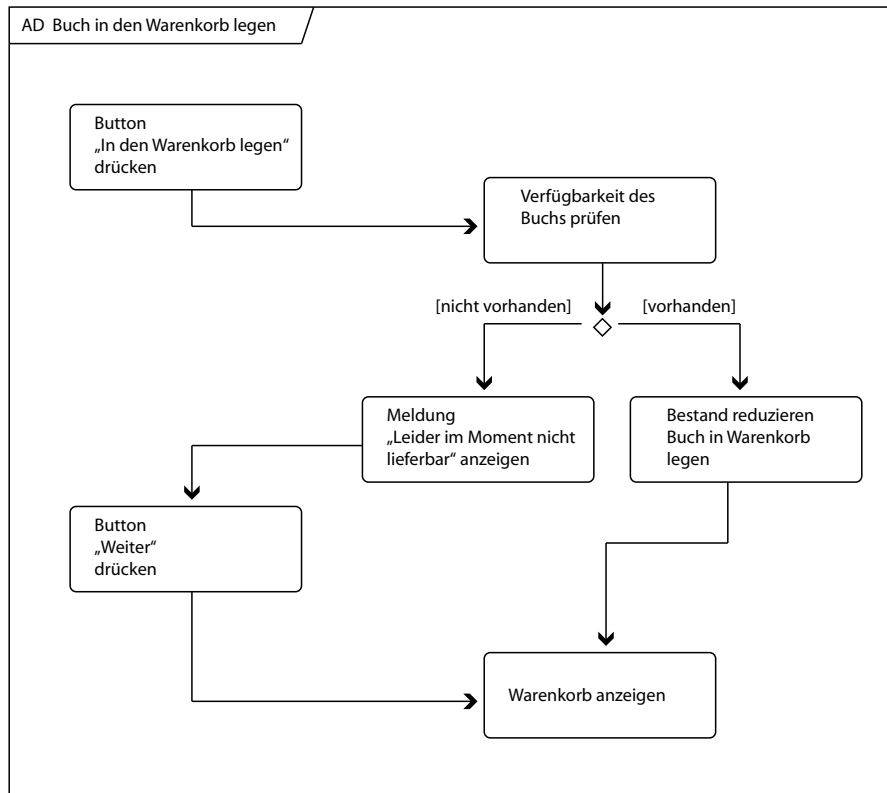 AD Buch in den Warenkorb legen
Button
„In den Warenkorb legen“
drücken
Verfügbarkeit des
Buchs prüfen
[nicht vorhanden]
[vorhanden]
Meldung
„Leider im Moment nicht
lieferbar“ anzeigen
Bestand reduzieren
Buch in Warenkorb
legen
Button
„Weiter“
drücken
Warenkorb anzeigen